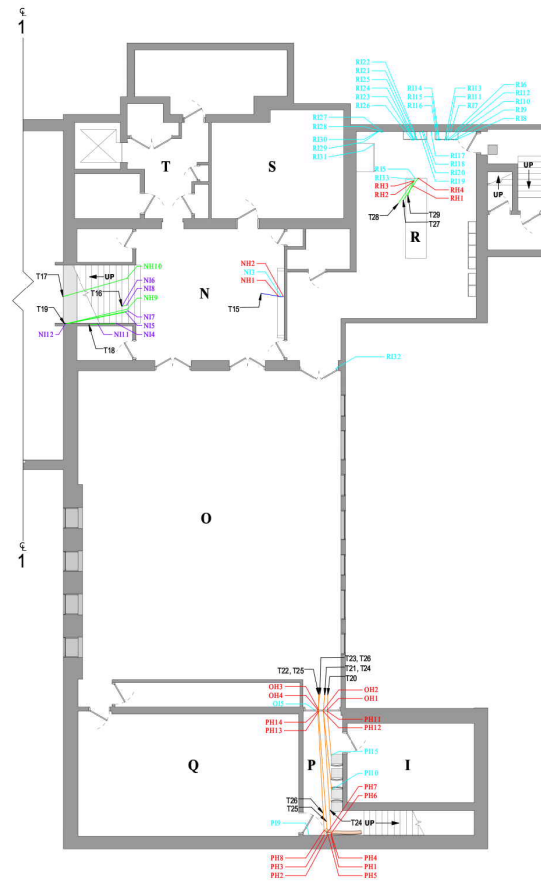 ℄
1
RI22
RI21
RI25
RI24
RI23
RI26
RI14
RI15
RI16
RI13
RI11
RI7
RI6
RI12
RI10
RI9
RI8
RI27
RI28
RI30
RI29
RI31
RI17
RI18
RI20
RI19
T
S
RI5
RI33
RH3
RH2
RH4
RH1
UP
UP
T28
T29
T27
R
NH2
NI3
NH1
T15
N
UP
NH10
NI6
NI8
NH9
NI7
NI5
NI4
NI11
NI12
T17
T16
T19
T18
RI32
O
℄
1
T22, T25
T23, T26
T21, T24
T20
OH3
OH4
OI2
OH2
OH1
PH14
PH13
PH11
PH12
PI15
PI10
Q
P
I
PH7
PH6
T26
T25
T24
UP
PI9
PH8
PH3
PH2
PH4
PH1
PH5